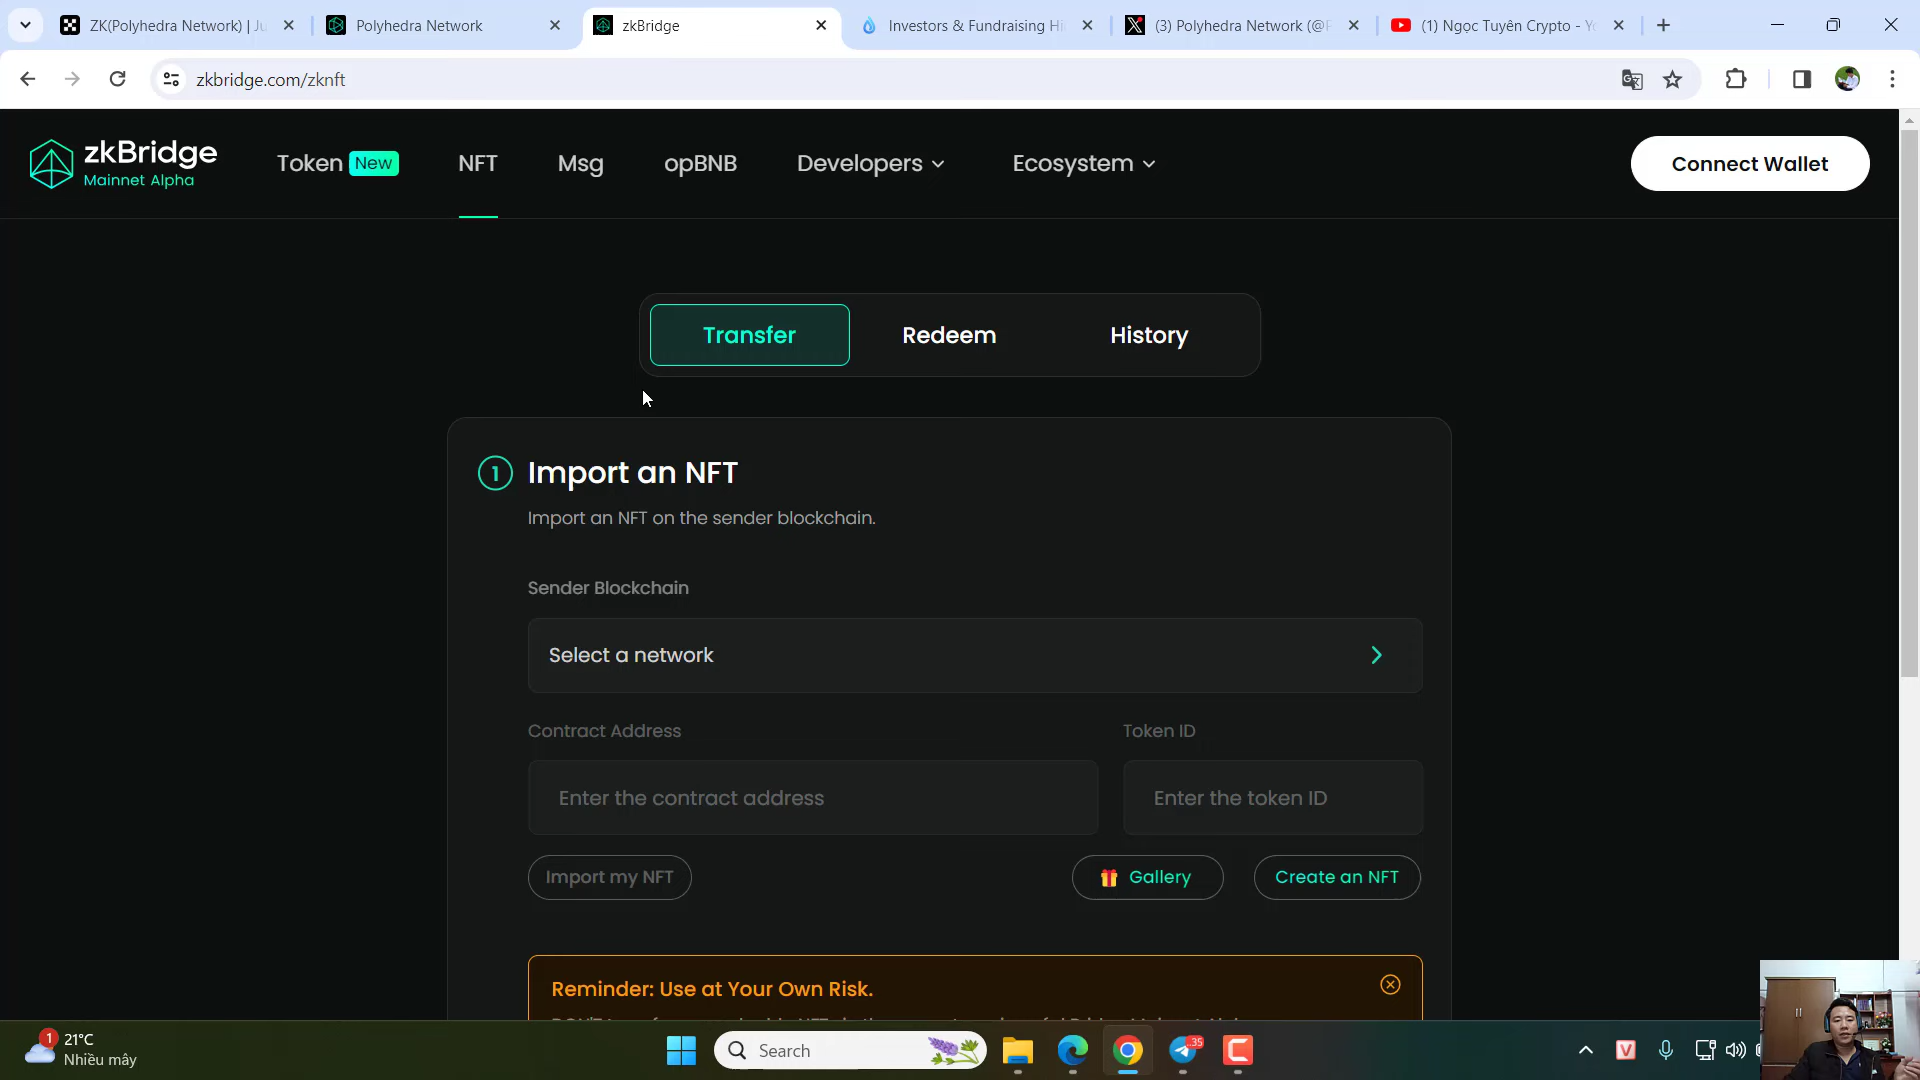 ZK(Polyhedra Network) | Ju
Polyhedra Network
zkBridge
Investors & Fundraising Hi
(3) Polyhedra Network (@P
(1) Ngọc Tuyên Crypto - Yo
zkbridge.com/zknft
zkBridge
Mainnet Alpha
Token New
NFT
Msg
opBNB
Developers
Ecosystem
Connect Wallet
Transfer
Redeem
History
1 Import an NFT
Import an NFT on the sender blockchain.
Sender Blockchain
Select a network
Contract Address
Token ID
Enter the contract address
Enter the token ID
Import my NFT
Gallery
Create an NFT
Reminder: Use at Your Own Risk.
1
21°C
Nhiều mây
Search
35
V